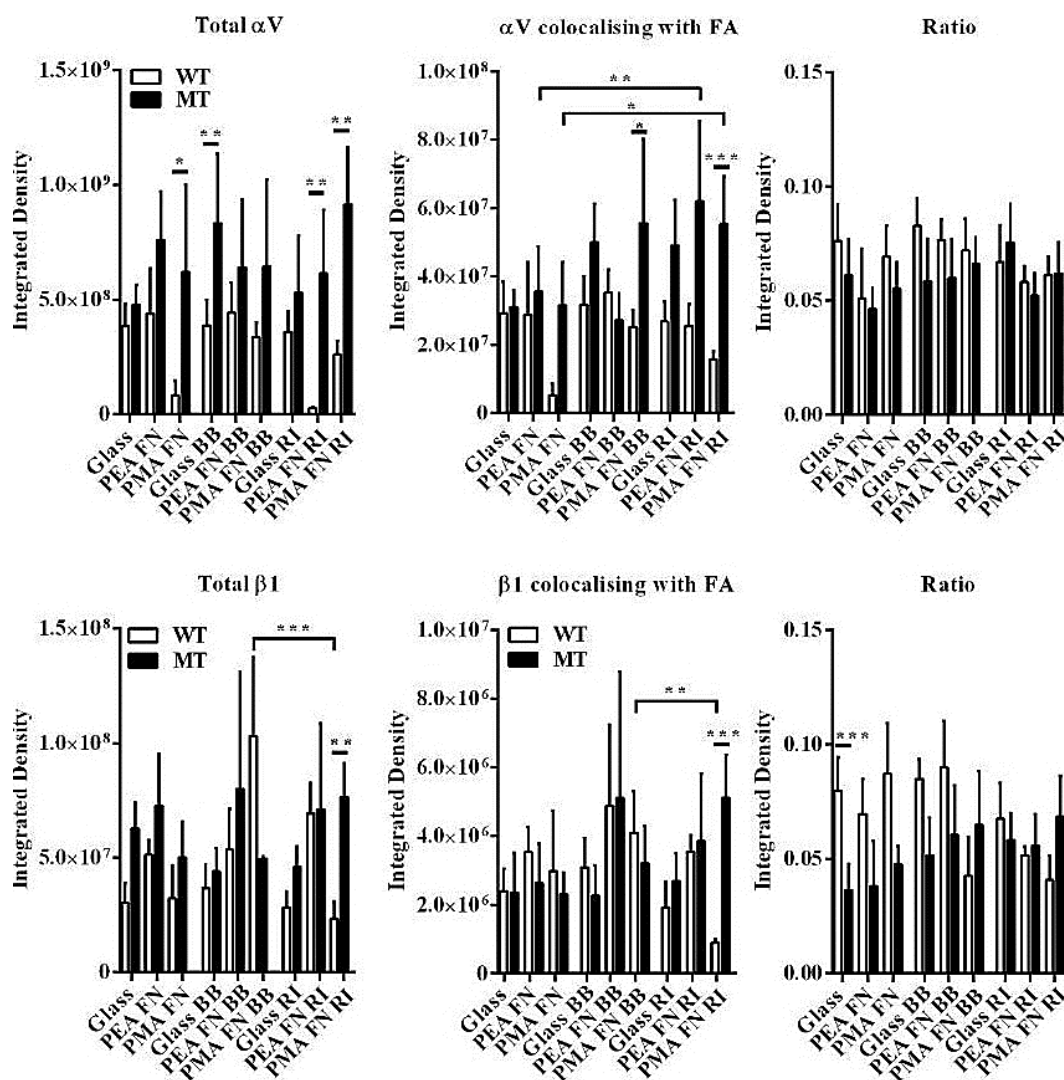 Total αV
Integrated Density
1.5×10⁹
1.0×10⁹
5.0×10⁸
0
WT
MT
*
**
**
**
Glass
PEA FN
PMA FN
Glass BB
PEA FN BB
PMA FN BB
Glass RI
PEA FN RI
PMA FN RI
αV colocalising with FA
Integrated Density
1.0×10⁸
8.0×10⁷
6.0×10⁷
4.0×10⁷
2.0×10⁷
0
**
*
*
***
Glass
PEA FN
PMA FN
Glass BB
PEA FN BB
PMA FN BB
Glass RI
PEA FN RI
PMA FN RI
Ratio
Integrated Density
0.15
0.10
0.05
0.00
Glass
PEA FN
PMA FN
Glass BB
PEA FN BB
PMA FN BB
Glass RI
PEA FN RI
PMA FN RI
Total β1
Integrated Density
1.5×10⁸
1.0×10⁸
5.0×10⁷
0
WT
MT
***
**
Glass
PEA FN
PMA FN
Glass BB
PEA FN BB
PMA FN BB
Glass RI
PEA FN RI
PMA FN RI
β1 colocalising with FA
Integrated Density
1.0×10⁷
8.0×10⁶
6.0×10⁶
4.0×10⁶
2.0×10⁶
0
WT
MT
**
***
Glass
PEA FN
PMA FN
Glass BB
PEA FN BB
PMA FN BB
Glass RI
PEA FN RI
PMA FN RI
Ratio
Integrated Density
0.15
0.10
0.05
0.00
***
Glass
PEA FN
PMA FN
Glass BB
PEA FN BB
PMA FN BB
Glass RI
PEA FN RI
PMA FN RI